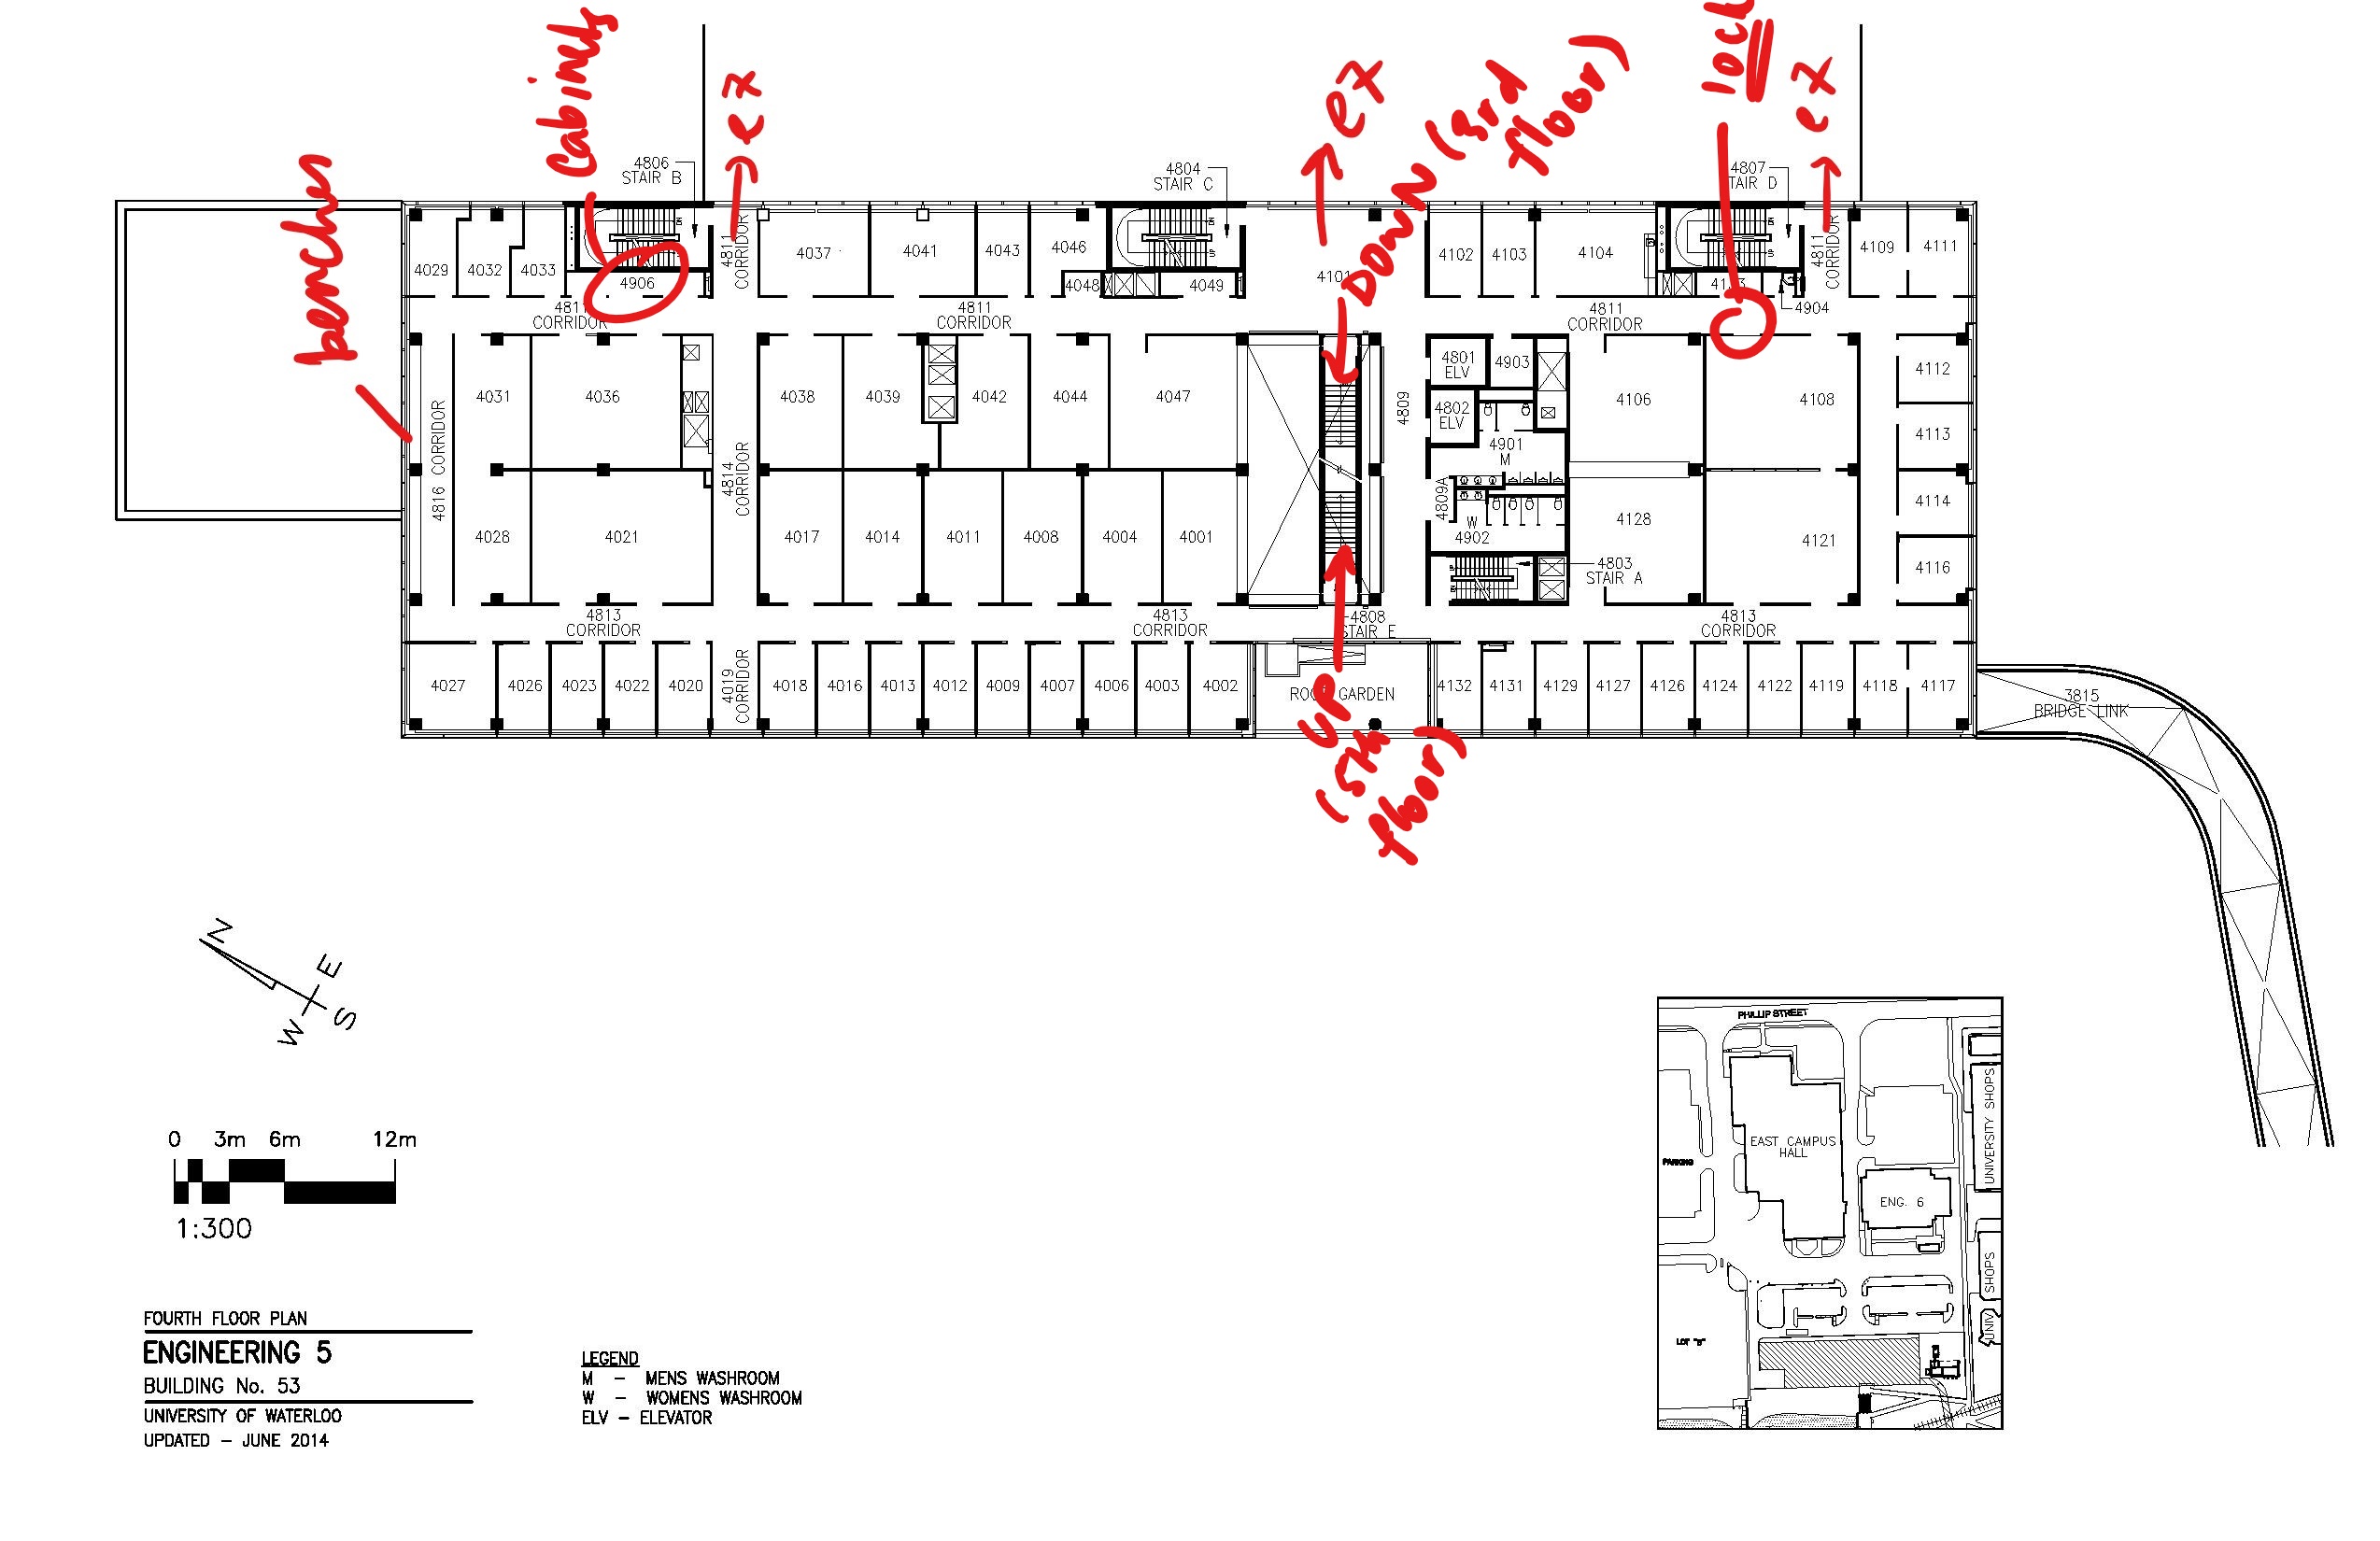 cabinets
e7
e7
DOWN (3rd
floor)
lock
e7
benches
4806
STAIR B
4804
STAIR C
4807
TAIR D
4029
4032
4033
4906
4811
CORRIDOR
4037
4041
4043
4046
4048
4049
4102
4103
4104
4811
CORRIDOR
4109
4111
4904
4811
CORRIDOR
4811
CORRIDOR
4811
CORRIDOR
4816 CORRIDOR
4031
4036
4038
4039
4042
4044
4047
4809
4801
ELV
4903
4802
ELV
4901
M
4106
4108
4112
4113
4814
CORRIDOR
4809A
W
4902
4028
4021
4017
4014
4011
4008
4004
4001
4128
4121
4114
4116
4803
STAIR A
4813
CORRIDOR
4813
CORRIDOR
4808
STAIR E
4813
CORRIDOR
4027
4026
4023
4022
4020
4019
CORRIDOR
4018
4016
4013
4012
4009
4007
4006
4003
4002
GARDEN
4132
4131
4129
4127
4126
4124
4122
4119
4118
4117
3815
BRIDGE LINK
UP
(5th
floor)
N
E
W
S
0 3m 6m 12m
1:300
FOURTH FLOOR PLAN
ENGINEERING 5
BUILDING No. 53
UNIVERSITY OF WATERLOO
UPDATED – JUNE 2014
LEGEND
M – MENS WASHROOM
W – WOMENS WASHROOM
ELV – ELEVATOR
PHILLIP STREET
EAST CAMPUS
HALL
PARKING
ENG. 6
UNIVERSITY SHOPS
SHOPS
UNIV
LOT "B"